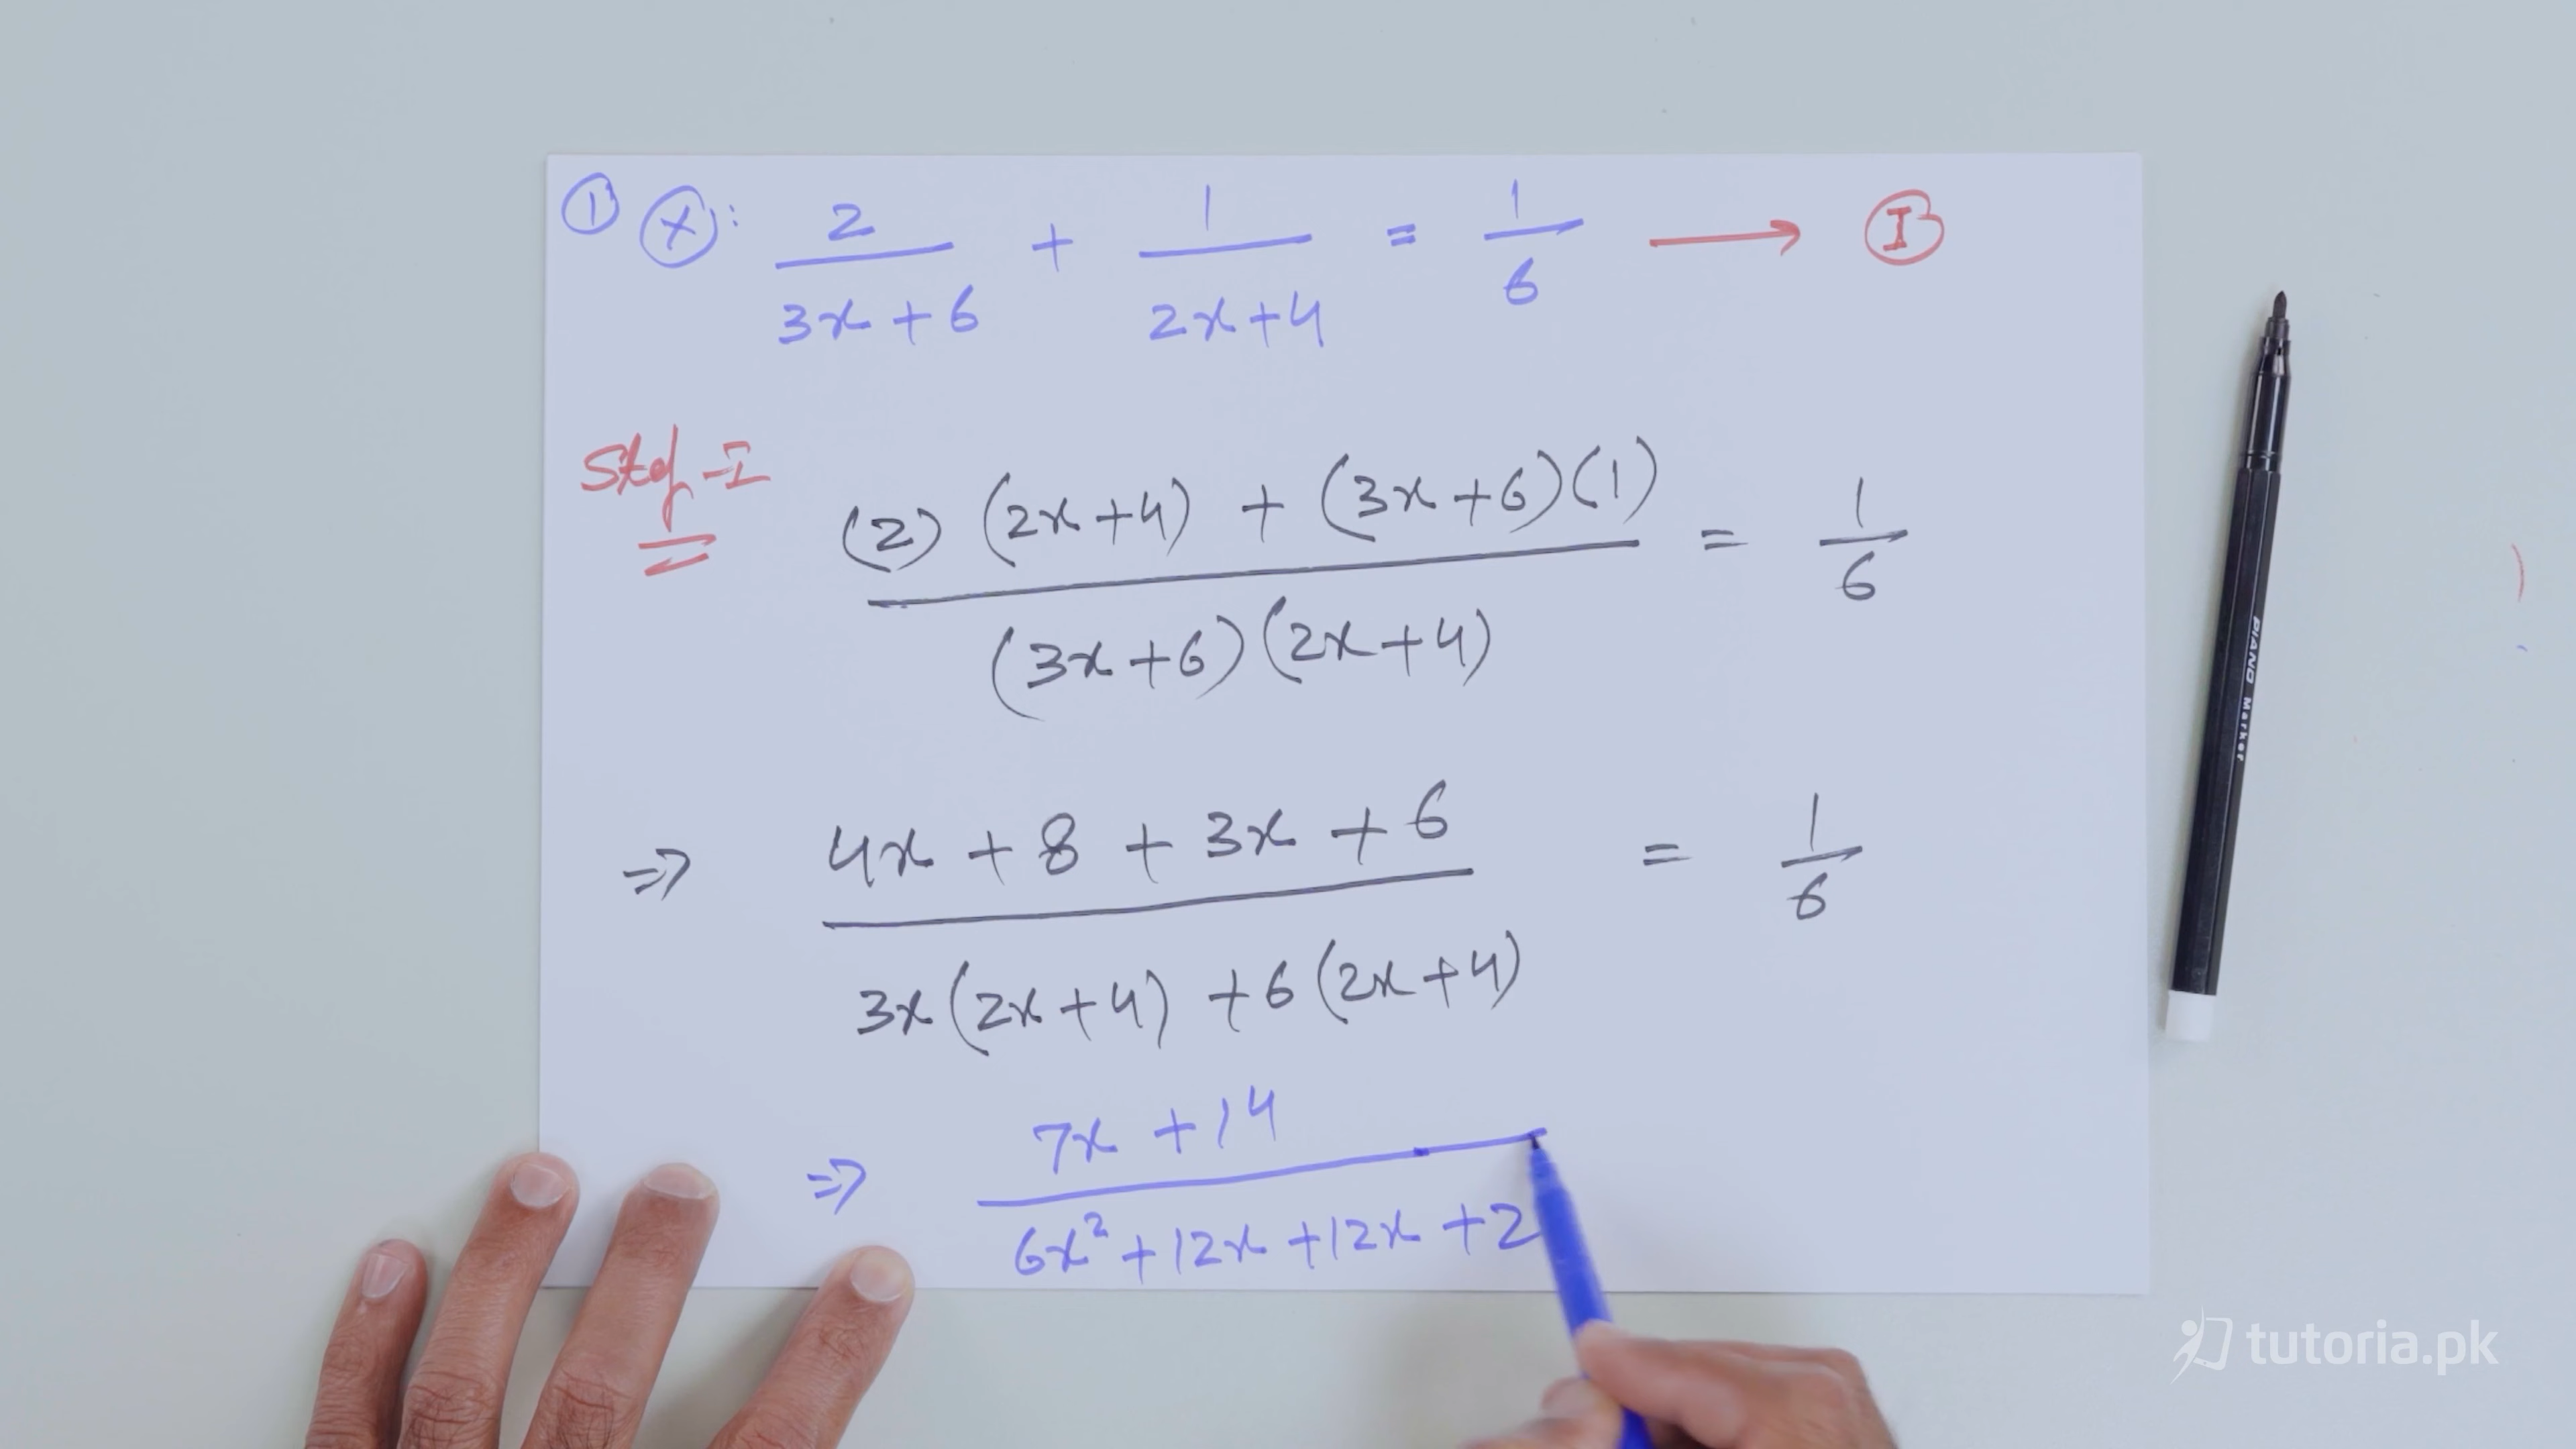 ① Ⓧ: 2/(3x+6) + 1/(2x+4) = 1/6 → Ⓘ
Step-I
((2)(2x+4) + (3x+6)(1))/((3x+6)(2x+4)) = 1/6
⇒ (4x + 8 + 3x + 6)/(3x(2x+4) + 6(2x+4)) = 1/6
⇒ (7x + 14)/(6x² + 12x + 12x + 2
PIANO Marker
tutoria.pk